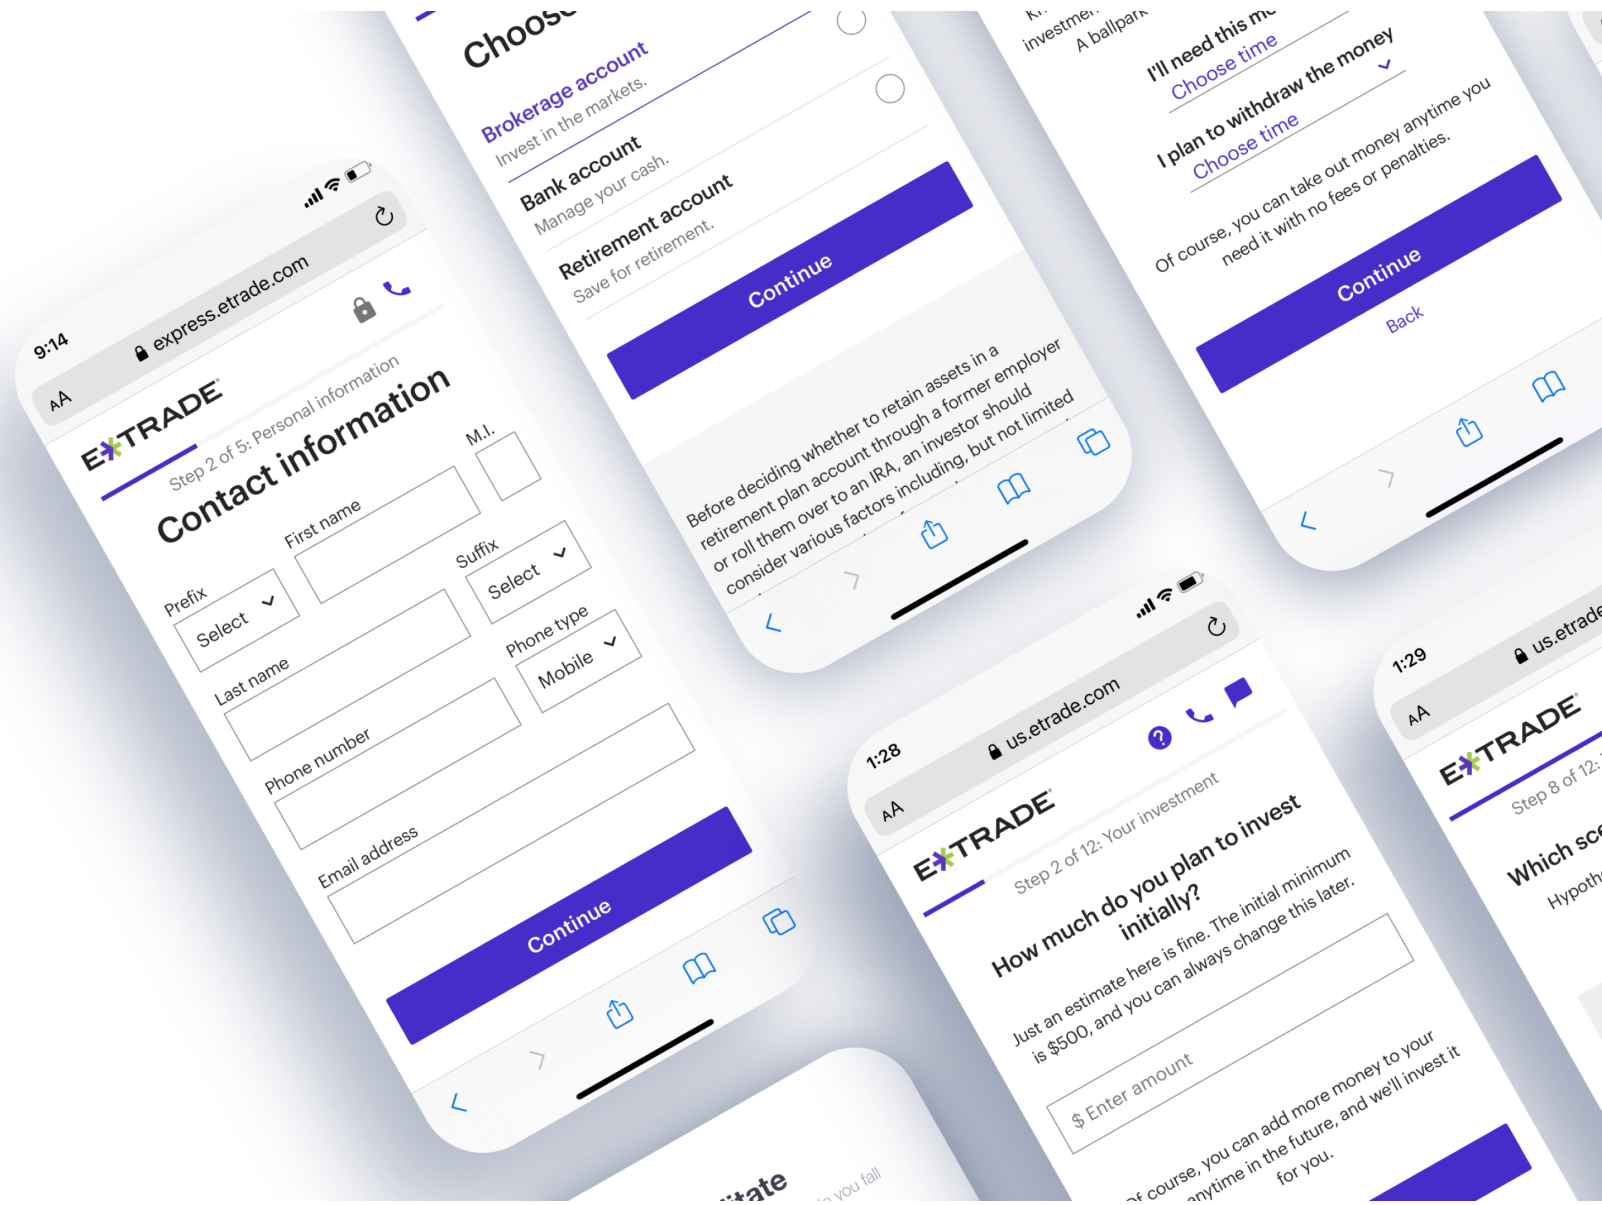 9:14
AA
express.etrade.com
E*TRADE
Step 2 of 5: Personal information
Contact information
Prefix
Select
First name
M.I.
Last name
Suffix
Select
Phone number
Phone type
Mobile
Email address
Continue
Choose
Brokerage account
Invest in the markets.
Bank account
Manage your cash.
Retirement account
Save for retirement.
Continue
Before deciding whether to retain assets in a
retirement plan account through a former employer
or roll them over to an IRA, an investor should
consider various factors including, but not limited
A ballpark
I'll need this
Choose time
I plan to withdraw the money
Choose time
Of course, you can take out money anytime you
need it with no fees or penalties.
Continue
Back
1:28
AA
us.etrade.com
E*TRADE
Step 2 of 12: Your investment
How much do you plan to invest
initially?
Just an estimate here is fine. The initial minimum
is $500, and you can always change this later.
$ Enter amount
Of course, you can add more money to your
anytime in the future, and we'll invest it
for you.
1:29
AA
us.etrade
E*TRADE
Step 8 of 12:
Which
you fall